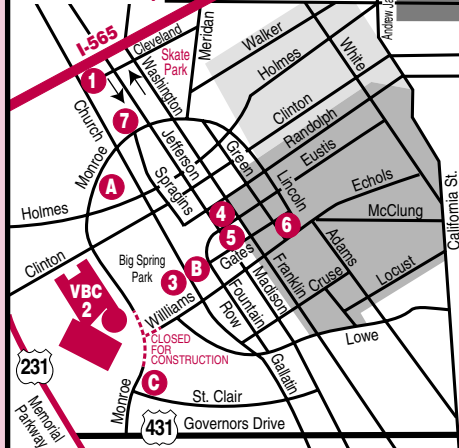 I-565
Cleveland
Skate
Park
Meridan
Walker
Holmes
White
Andrew Ja
1
Washington
Church
7
Clinton
Randolph
Eustis
Monroe
Jefferson
Green
Lincoln
Echols
A
Spragins
Holmes
4
McClung
California St.
5
6
Clinton
Big Spring
Park
B
Gates
Adams
3
Madison
Franklin
Cruse
Locust
VBC
2
Williams
Fountain
Row
CLOSED
FOR
CONSTRUCTION
Lowe
231
Gallatin
C
Monroe
St. Clair
Memorial
Parkway
431
Governors Drive